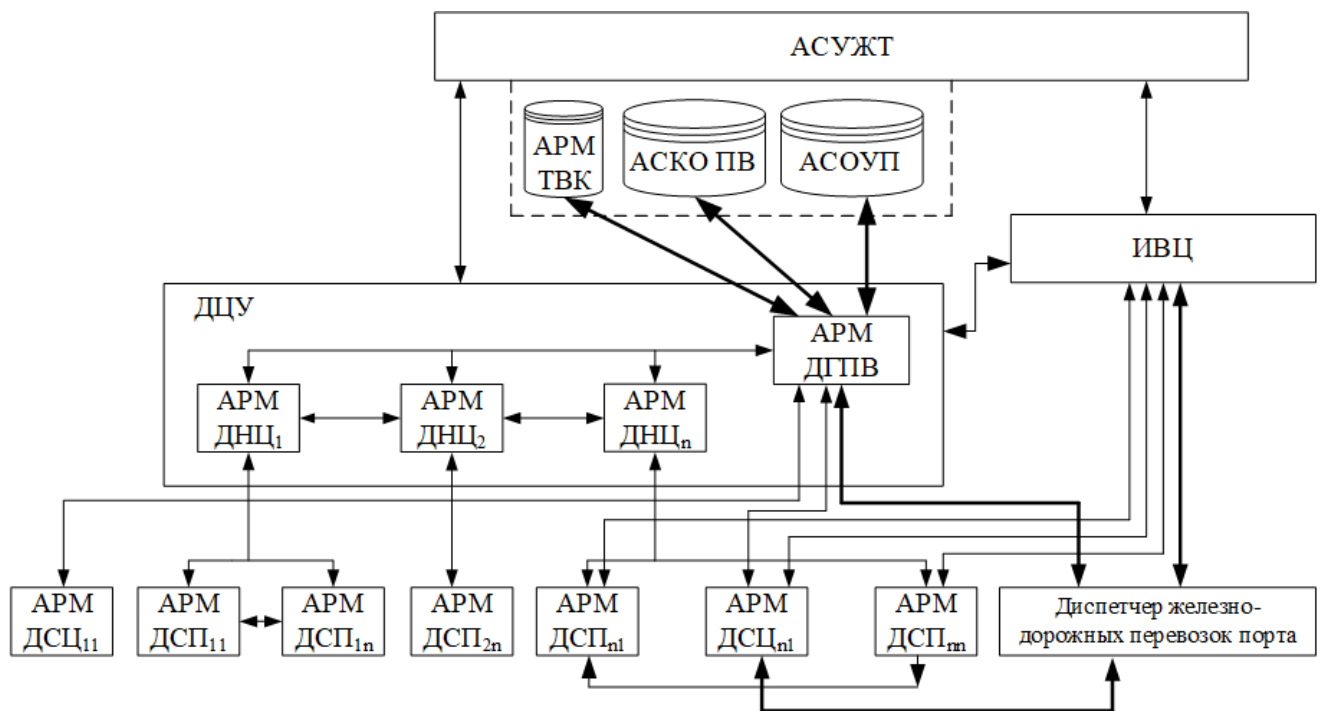 АСУЖТ
АРМ
ТВК
АСКО ПВ
АСОУП
ИВЦ
ДЦУ
АРМ
ДГПВ
АРМ
ДНЦ₁
АРМ
ДНЦ₂
АРМ
ДНЦₙ
АРМ
ДСЦ₁₁
АРМ
ДСП₁₁
АРМ
ДСП₁ₙ
АРМ
ДСП₂ₙ
АРМ
ДСПₙ₁
АРМ
ДСЦₙ₁
АРМ
ДСПₙₙ
Диспетчер железно-
дорожных перевозок порта